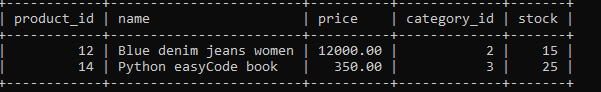 | product_id | name | price | category_id | stock |
| 12 | Blue denim jeans women | 12000.00 | 2 | 15 |
| 14 | Python easyCode book | 350.00 | 3 | 25 |